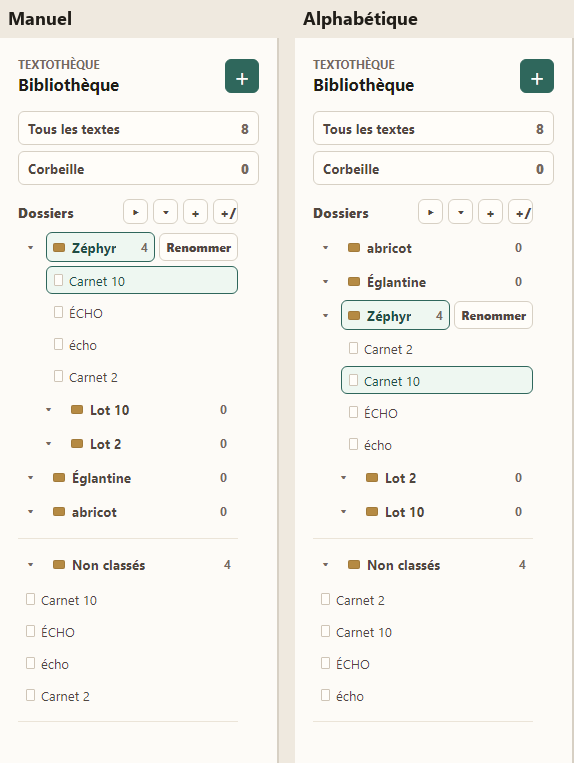 Manuel
TEXTOTHÈQUE
Bibliothèque
+
Tous les textes 8
Corbeille 0
Dossiers + +/
Zéphyr 4 Renommer
Carnet 10
ÉCHO
écho
Carnet 2
Lot 10 0
Lot 2 0
Églantine 0
abricot 0
Non classés 4
Carnet 10
ÉCHO
écho
Carnet 2
Alphabétique
TEXTOTHÈQUE
Bibliothèque
+
Tous les textes 8
Corbeille 0
Dossiers + +/
abricot 0
Églantine 0
Zéphyr 4 Renommer
Carnet 2
Carnet 10
ÉCHO
écho
Lot 2 0
Lot 10 0
Non classés 4
Carnet 2
Carnet 10
ÉCHO
écho